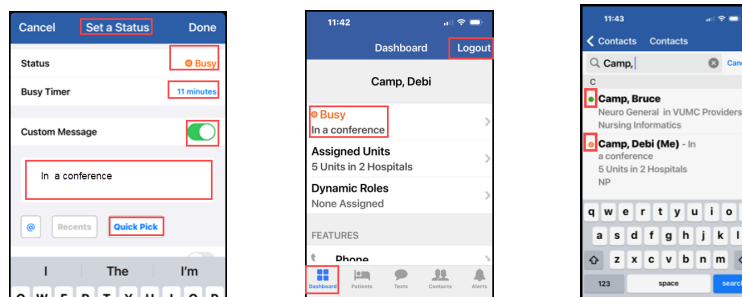 Cancel Set a Status Done
Status Busy
Busy Timer 11 minutes
Custom Message
In a conference
@ Recents Quick Pick
I The I'm
Q W E R T Y U I O P
11:42
Dashboard Logout
Camp, Debi
Busy
In a conference
Assigned Units
5 Units in 2 Hospitals
Dynamic Roles
None Assigned
FEATURES
Phone
Dashboard Patients Texts Contacts Alerts
11:43
Contacts Contacts
Camp,
C
Camp, Bruce
Neuro General in VUMC Providers
Nursing Informatics
Camp, Debi (Me) - In
a conference
5 Units in 2 Hospitals
NP
q w e r t y u i o
a s d f g h j k l
z x c v b n m
123 space search